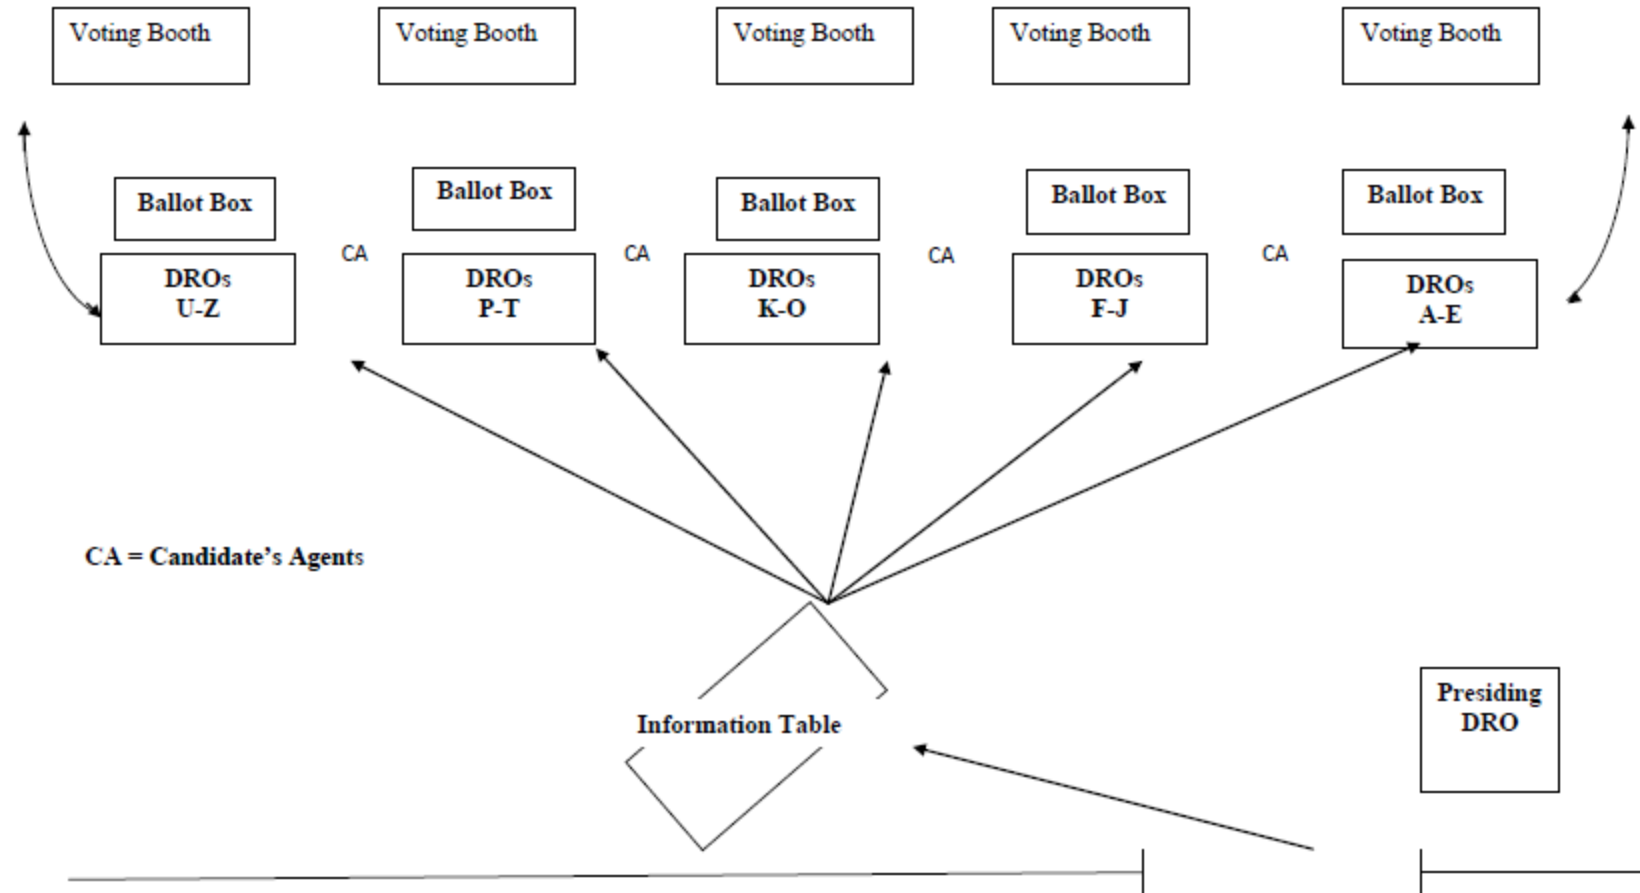 Voting Booth
Voting Booth
Voting Booth
Voting Booth
Voting Booth
Ballot Box
Ballot Box
Ballot Box
Ballot Box
Ballot Box
CA
CA
CA
CA
DROs
U-Z
DROs
P-T
DROs
K-O
DROs
F-J
DROs
A-E
CA = Candidate’s Agents
Information Table
Presiding
DRO